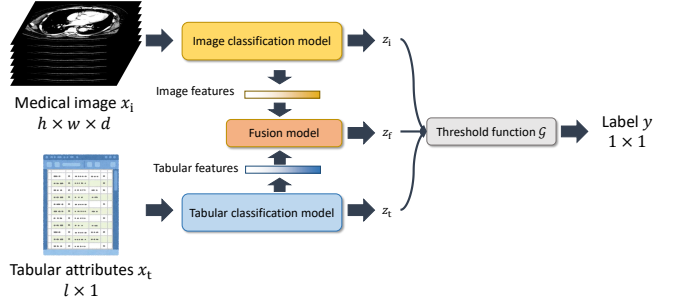 Image classification model
z_i
Medical image x_i
h × w × d
Image features
Fusion model
z_f
Threshold function 𝒢
Label y
1 × 1
Tabular features
Tabular classification model
z_t
Tabular attributes x_t
l × 1